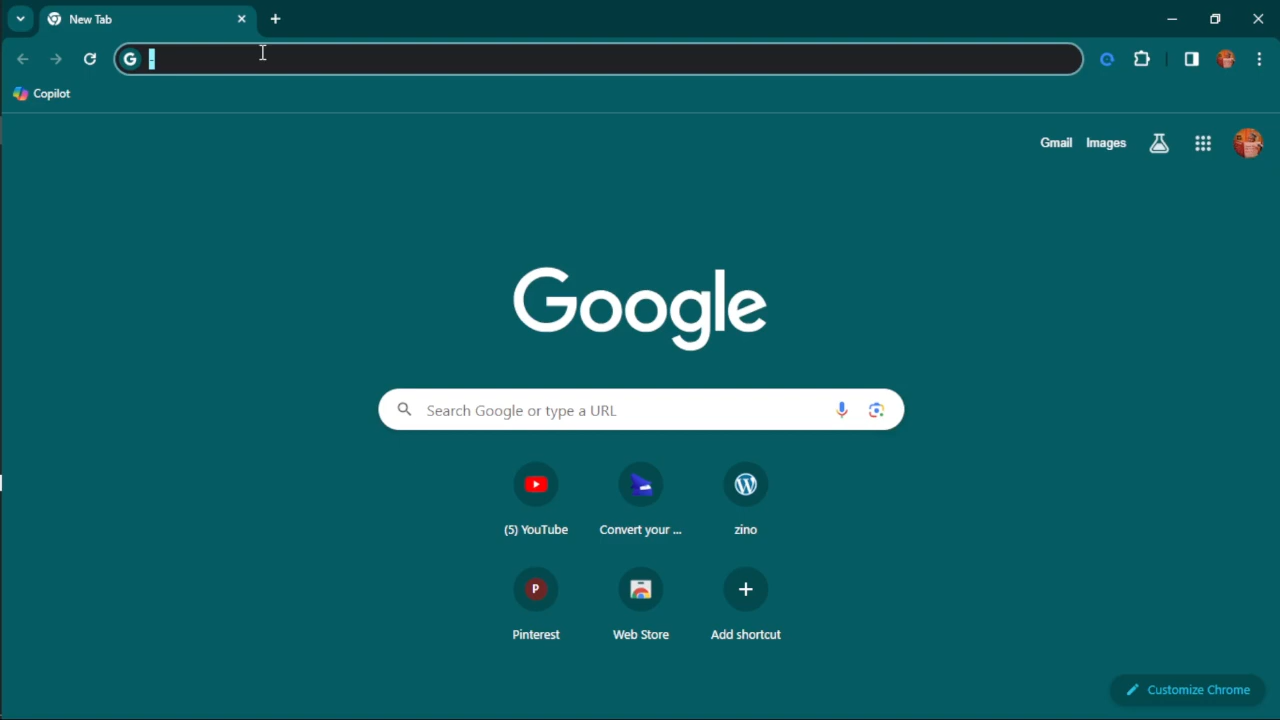 New Tab
Copilot
Gmail Images
Google
Search Google or type a URL
(5) YouTube
Convert your ...
zino
P
Pinterest
Web Store
Add shortcut
Customize Chrome